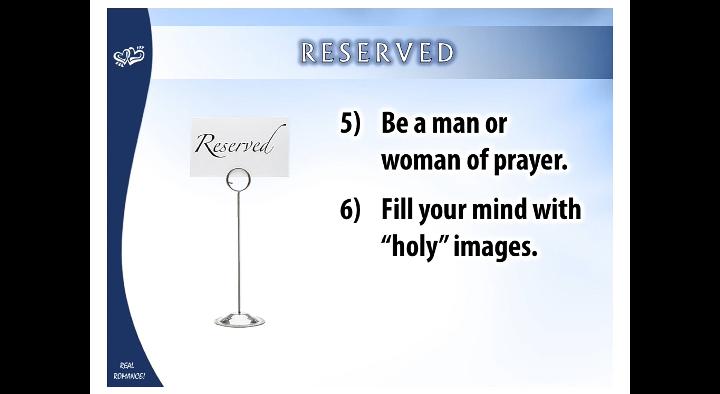 RESERVED
Reserved
5) Be a man or
woman of prayer.
6) Fill your mind with
“holy” images.
REAL
ROMANCE!